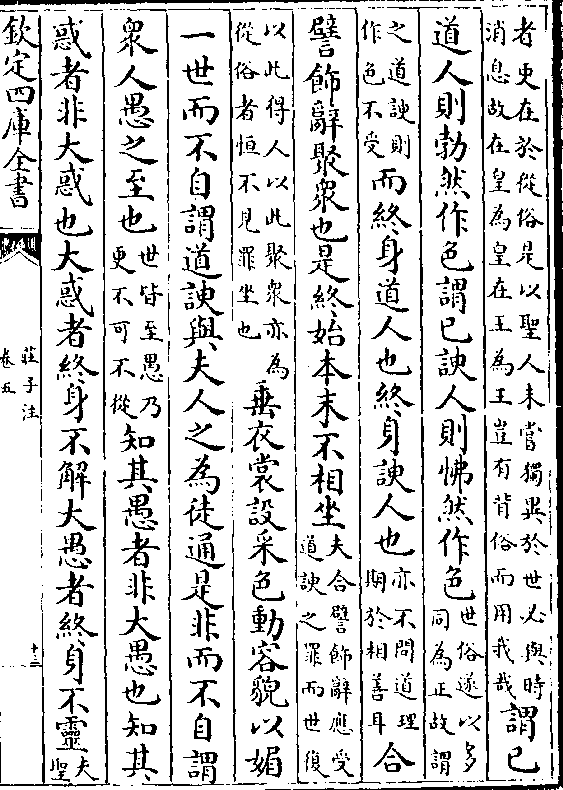 者更在於從俗是以聖人未嘗獨異於世必與時
消息故在皇為皇在王為王豈有背俗而用我哉
謂己
道人則勃然作色謂己諛人則怫然作色
世俗遂以多
同為正故謂
之道諛則
作色不受
而終身道人也終身諛人也
亦不問道理
期於相善耳
合
譬飾辭聚衆也是終始本末不相坐
夫合譬飾辭應受
道諛之罪而世復
以此得人以此聚衆亦為
從俗者恒不見罪坐也
垂衣裳設采色動容貌以媚
一世而不自謂道諛與夫人之為徒通是非而不自謂
衆人愚之至也
世皆至愚乃
更不可不從
知其愚者非大愚也知其
惑者非大惑也大惑者終身不解大愚者終身不靈
夫
聖
欽定四庫全書
莊子注
卷五
十三